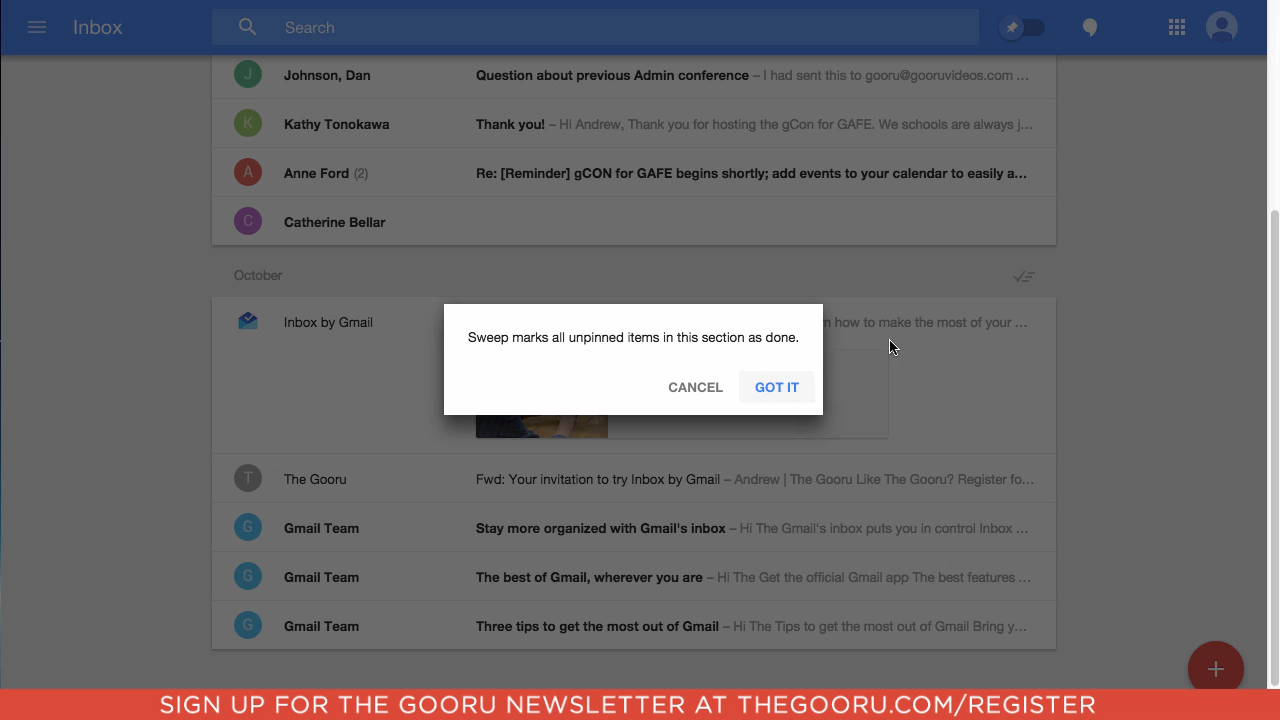 Inbox
Search
J Johnson, Dan Question about previous Admin conference – I had sent this to gooru@gooruvideos.com ...
K Kathy Tonokawa Thank you! – Hi Andrew, Thank you for hosting the gCon for GAFE. We schools are always j...
A Anne Ford (2) Re: [Reminder] gCON for GAFE begins shortly; add events to your calendar to easily a...
C Catherine Bellar
October
Inbox by Gmail how to make the most of your ...
Sweep marks all unpinned items in this section as done.
CANCEL GOT IT
T The Gooru Fwd: Your invitation to try Inbox by Gmail – Andrew | The Gooru Like The Gooru? Register fo...
G Gmail Team Stay more organized with Gmail's inbox – Hi The Gmail's inbox puts you in control Inbox ...
G Gmail Team The best of Gmail, wherever you are – Hi The Get the official Gmail app The best features ...
G Gmail Team Three tips to get the most out of Gmail – Hi The Tips to get the most out of Gmail Bring y...
SIGN UP FOR THE GOORU NEWSLETTER AT THEGOORU.COM/REGISTER